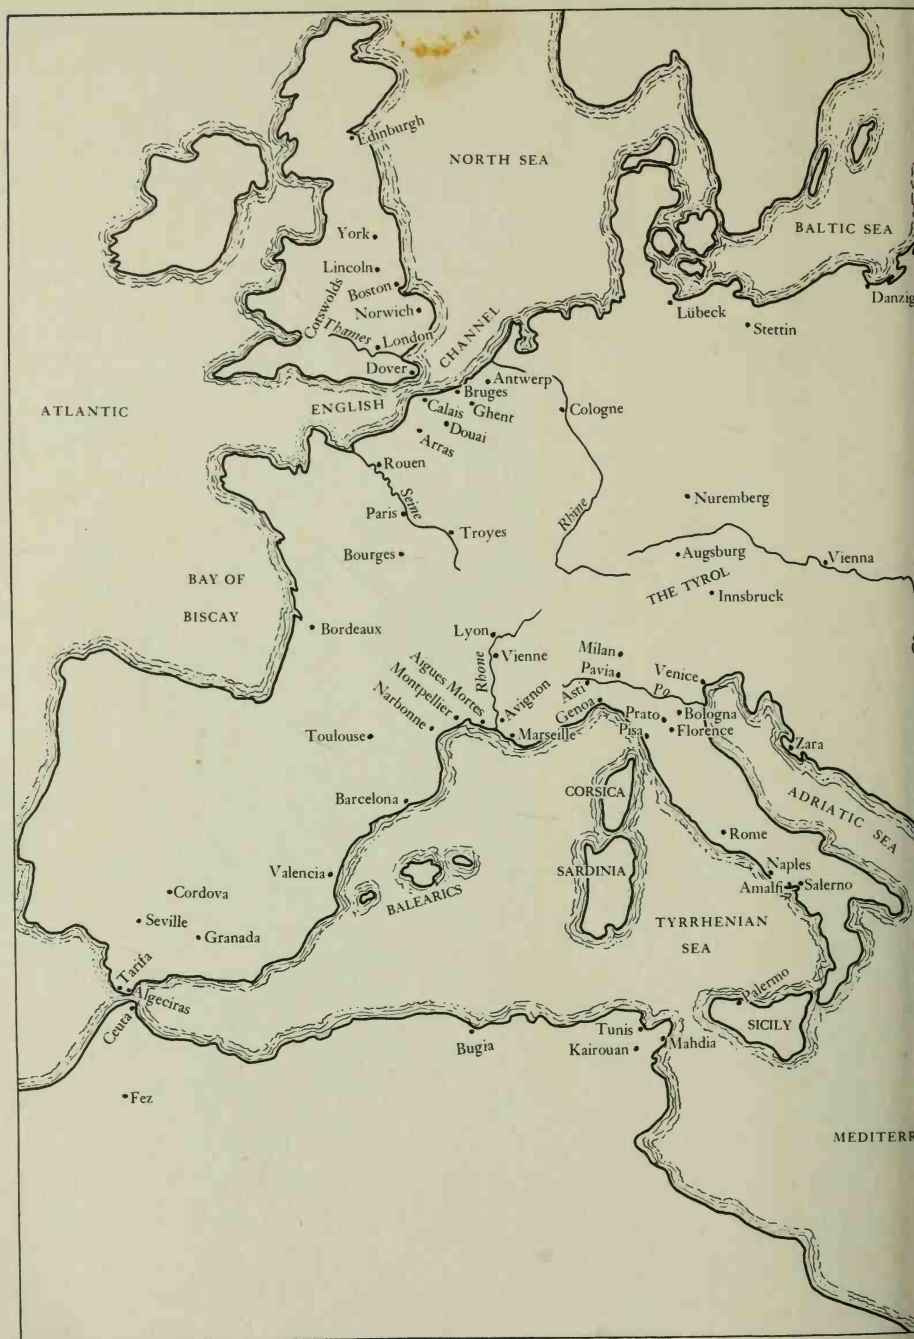 Edinburgh
NORTH SEA
York
BALTIC SEA
Lincoln
Boston
Danzig
Cotswolds
Norwich
Lübeck
Thames
London
Stettin
CHANNEL
Dover
Antwerp
Bruges
ATLANTIC
ENGLISH
Calais
Ghent
Cologne
Douai
Arras
Rouen
Seine
Nuremberg
Paris
Rhine
Troyes
Bourges
Augsburg
Vienna
BAY OF
BISCAY
THE TYROL
Innsbruck
Bordeaux
Lyon
Rhone
Vienne
Milan
Pavia
Venice
Aigues Mortes
Montpellier
Narbonne
Avignon
Asti
Po
Genoa
Prato
Bologna
Toulouse
Marseille
Pisa
Florence
Zara
Barcelona
CORSICA
ADRIATIC SEA
Rome
Valencia
BALEARICS
SARDINIA
Naples
Amalfi
Salerno
Cordova
Seville
Granada
TYRRHENIAN
SEA
Tarifa
Algeciras
Ceuta
Palermo
SICILY
Bugia
Tunis
Kairouan
Mahdia
Fez
MEDITERR